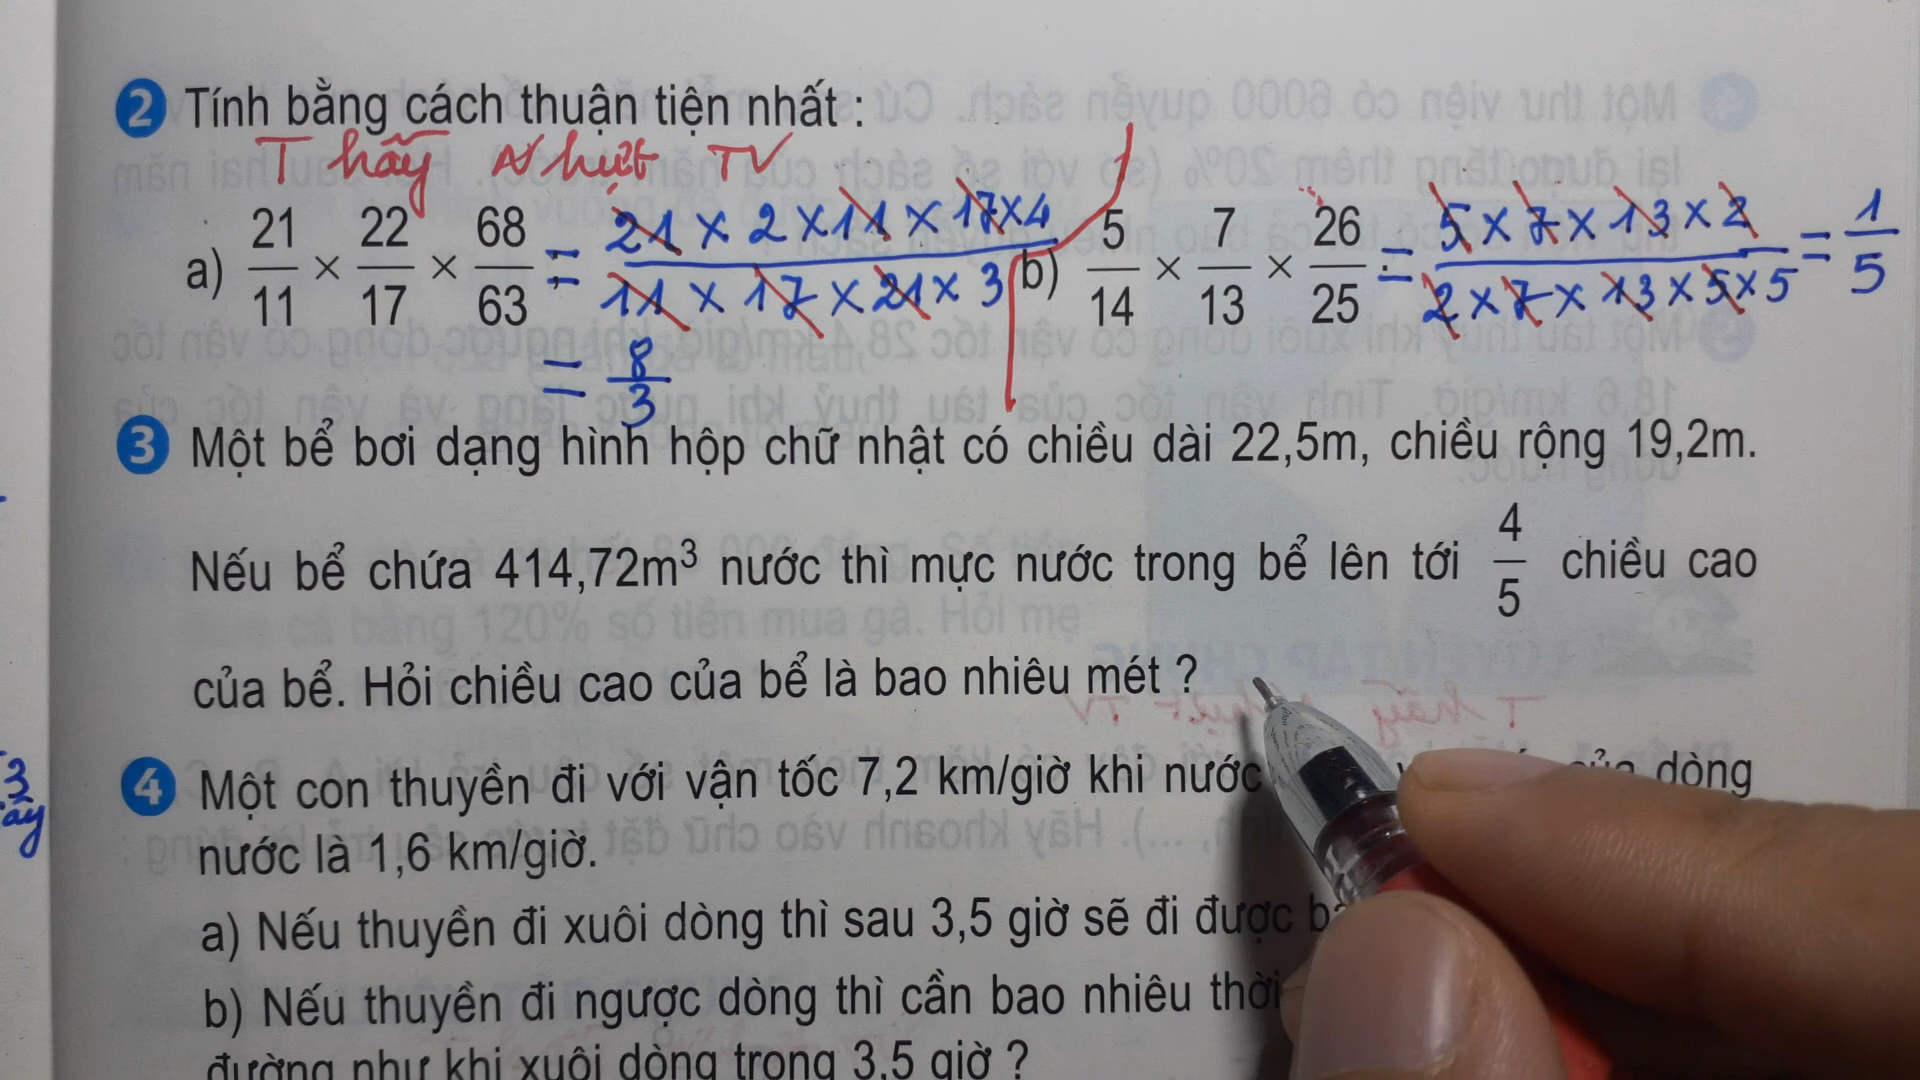 2 Tính bằng cách thuận tiện nhất :
Thầy Nhựt TV
a) 21/11 × 22/17 × 68/63 ; = 21 × 2 × 11 × 17 × 4 / 11 × 17 × 21 × 3
= 8/3
b) 5/14 × 7/13 × 26/25 . = 5 × 7 × 13 × 2 / 2 × 7 × 13 × 5 × 5 = 1/5
3 Một bể bơi dạng hình hộp chữ nhật có chiều dài 22,5m, chiều rộng 19,2m.
Nếu bể chứa 414,72m³ nước thì mực nước trong bể lên tới 4/5 chiều cao
của bể. Hỏi chiều cao của bể là bao nhiêu mét ?
4 Một con thuyền đi với vận tốc 7,2 km/giờ khi nước của dòng
nước là 1,6 km/giờ.
a) Nếu thuyền đi xuôi dòng thì sau 3,5 giờ sẽ đi được
b) Nếu thuyền đi ngược dòng thì cần bao nhiêu thời
đường như khi xuôi dòng trong 3,5 giờ ?
3
ấy